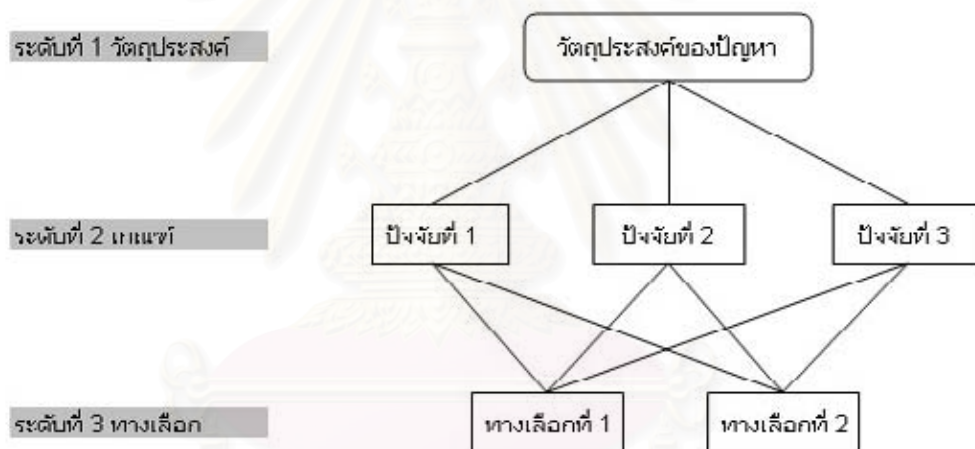 ระดับที่ 1 วัตถุประสงค์
วัตถุประสงค์ของปัญหา
ระดับที่ 2 เกณฑ์
ปัจจัยที่ 1
ปัจจัยที่ 2
ปัจจัยที่ 3
ระดับที่ 3 ทางเลือก
ทางเลือกที่ 1
ทางเลือกที่ 2